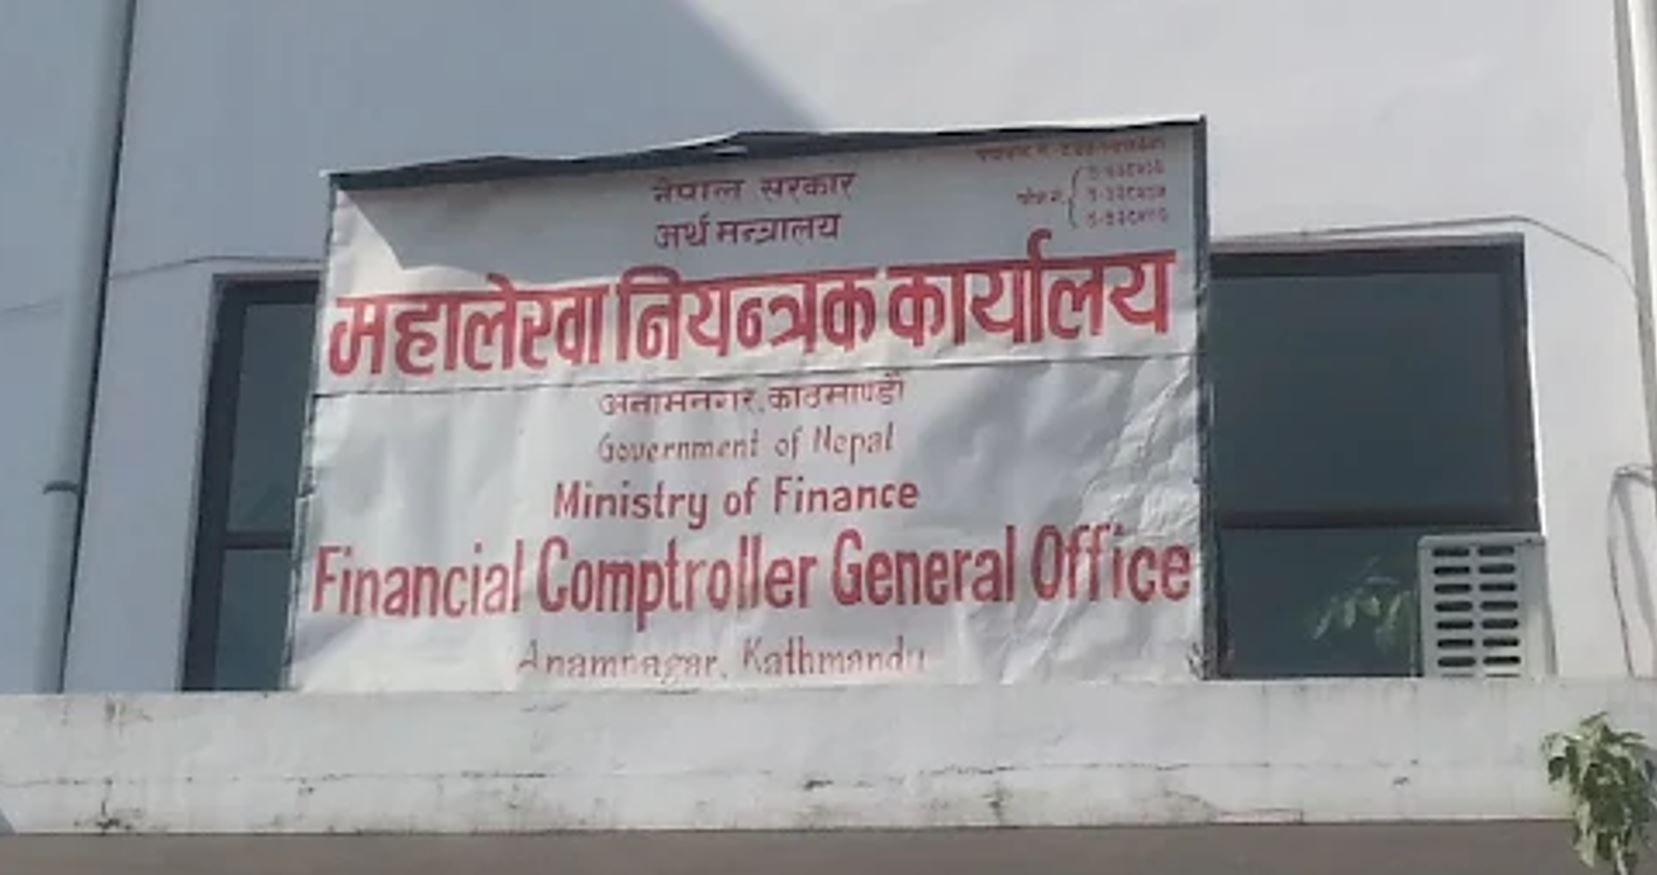 नेपाल सरकार
अर्थ मन्त्रालय
महालेखा नियन्त्रक कार्यालय
अनामनगर, काठमाण्डौं
Government of Nepal
Ministry of Finance
Financial Comptroller General Office
Anamnagar, Kathmandu